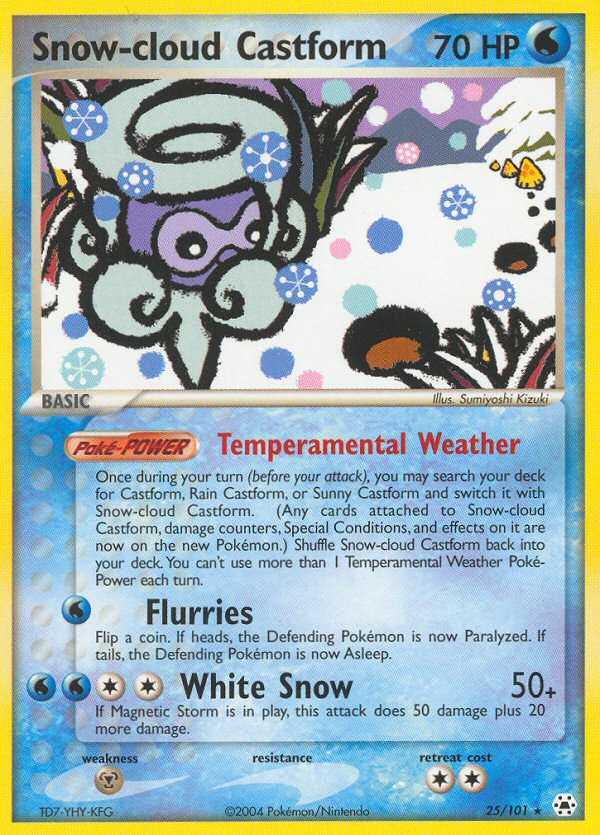 Snow-cloud Castform 70 HP
BASIC
Illus. Sumiyoshi Kizuki
Poké-POWER Temperamental Weather
Once during your turn (before your attack), you may search your deck
for Castform, Rain Castform, or Sunny Castform and switch it with
Snow-cloud Castform. (Any cards attached to Snow-cloud
Castform, damage counters, Special Conditions, and effects on it are
now on the new Pokémon.) Shuffle Snow-cloud Castform back into
your deck. You can't use more than 1 Temperamental Weather Poké-
Power each turn.
Flurries
Flip a coin. If heads, the Defending Pokémon is now Paralyzed. If
tails, the Defending Pokémon is now Asleep.
White Snow 50+
If Magnetic Storm is in play, this attack does 50 damage plus 20
more damage.
weakness resistance retreat cost
TD7-YHY-KFG ©2004 Pokémon/Nintendo 25/101 ★